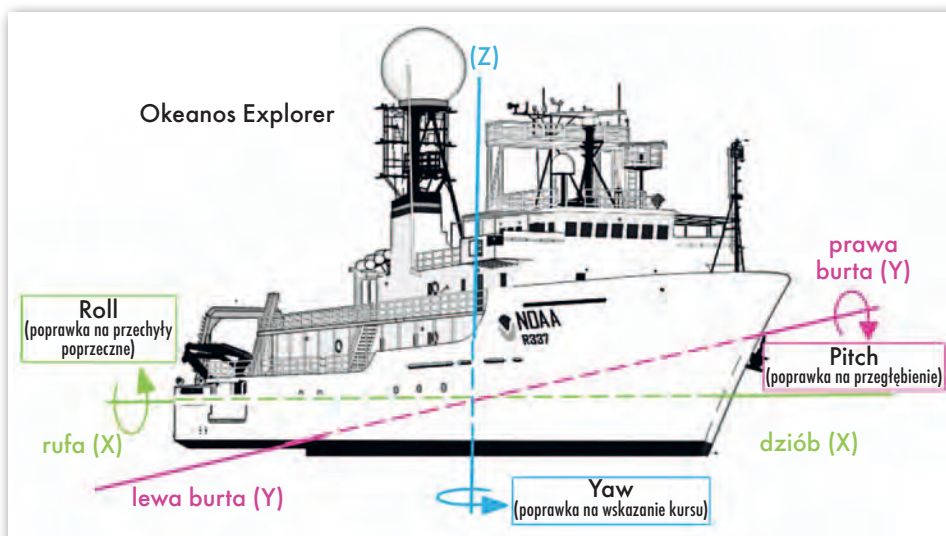 (Z)
Okeanos Explorer
prawa
burta (Y)
Roll
(poprawka na przechyły
poprzeczne)
NOAA
R337
Pitch
(poprawka na przegłębienie)
rufa (X)
dziób (X)
lewa burta (Y)
Yaw
(poprawka na wskazanie kursu)